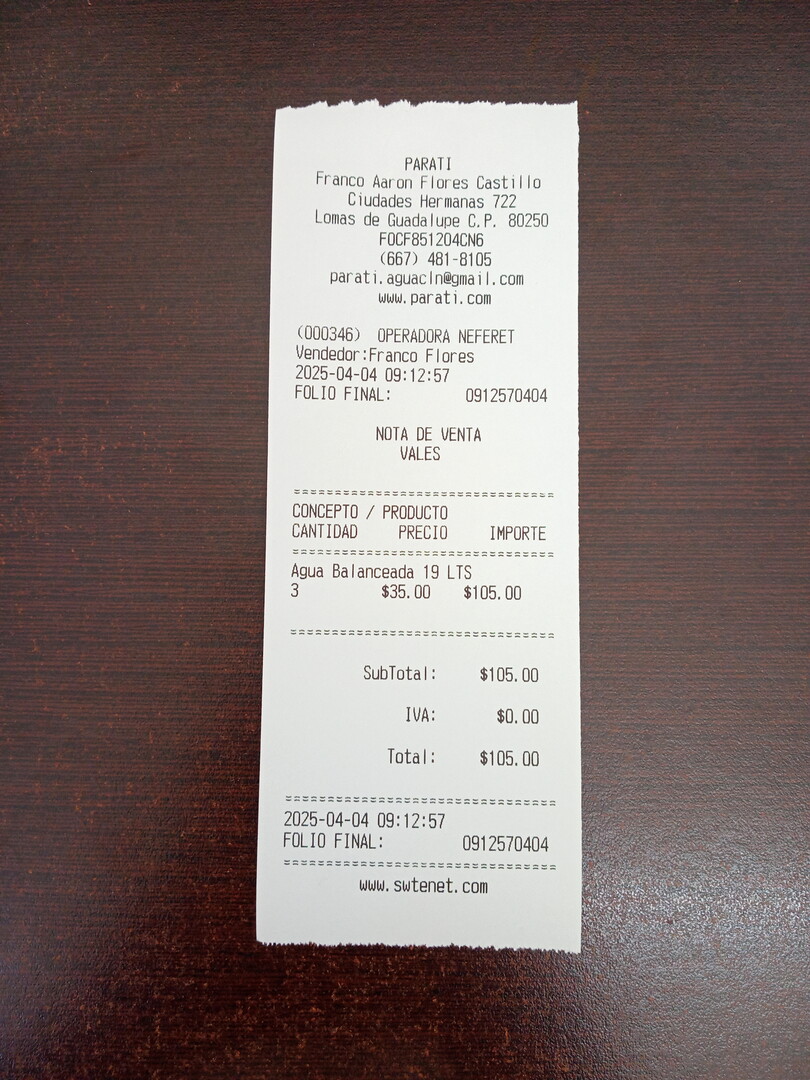 PARATI
Franco Aaron Flores Castillo
Ciudades Hermanas 722
Lomas de Guadalupe C.P. 80250
FOCF851204CN6
(667) 481-8105
parati.aguacln@gmail.com
www.parati.com
(000346) OPERADORA NEFERET
Vendedor:Franco Flores
2025-04-04 09:12:57
FOLIO FINAL: 0912570404
NOTA DE VENTA
VALES
================================
CONCEPTO / PRODUCTO
CANTIDAD PRECIO IMPORTE
================================
Agua Balanceada 19 LTS
3 $35.00 $105.00
================================
SubTotal: $105.00
IVA: $0.00
Total: $105.00
================================
2025-04-04 09:12:57
FOLIO FINAL: 0912570404
================================
www.swtenet.com